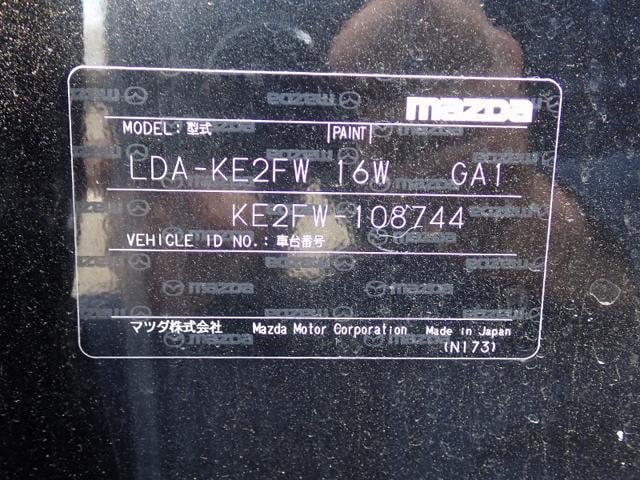 mazda
MODEL:型式 PAINT
LDA-KE2FW 16W GA1
KE2FW-108744
VEHICLE ID NO.:車台番号
マツダ株式会社 Mazda Motor Corporation Made in Japan
(N173)